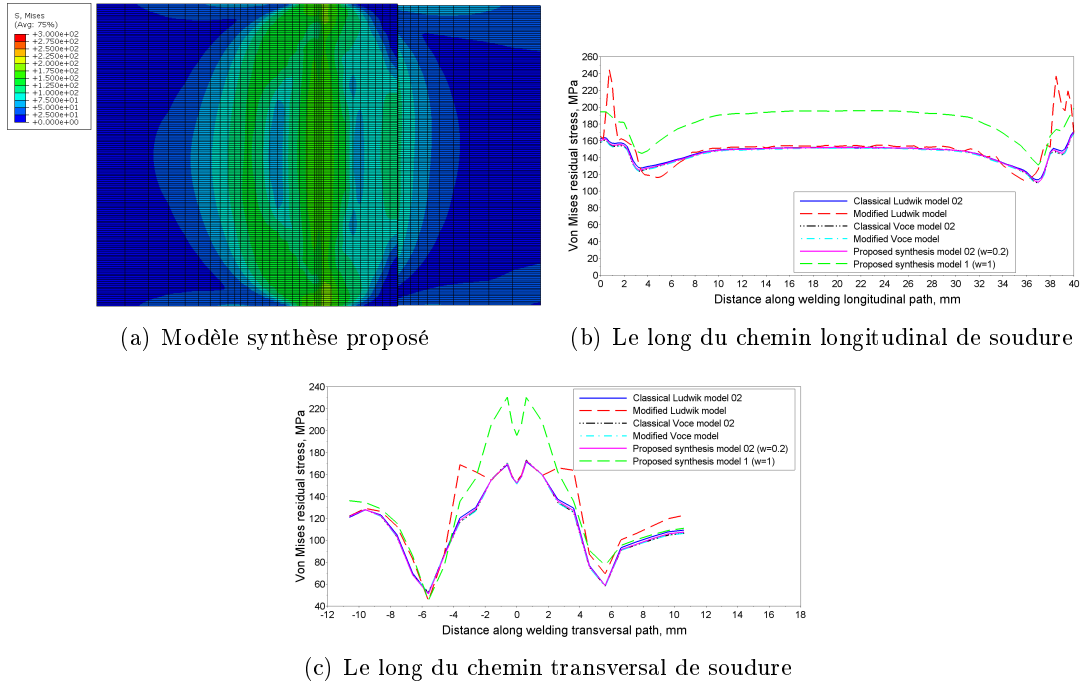 S, Mises
(Avg: 75%)
+3.000e+02
+2.750e+02
+2.500e+02
+2.250e+02
+2.000e+02
+1.750e+02
+1.500e+02
+1.250e+02
+1.000e+02
+7.500e+01
+5.000e+01
+2.500e+01
+0.000e+00
(a) Modèle synthèse proposé
Von Mises residual stress, MPa
260
240
220
200
180
160
140
120
100
80
60
40
20
0
Classical Ludwik model 02
Modified Ludwik model
Classical Voce model 02
Modified Voce model
Proposed synthesis model 02 (w=0.2)
Proposed synthesis model 1 (w=1)
0 2 4 6 8 10 12 14 16 18 20 22 24 26 28 30 32 34 36 38 40
Distance along welding longitudinal path, mm
(b) Le long du chemin longitudinal de soudure
Von Mises residual stress, MPa
240
220
200
180
160
140
120
100
80
60
40
Classical Ludwik model 02
Modified Ludwik model
Classical Voce model 02
Modified Voce model
Proposed synthesis model 02 (w=0.2)
Proposed synthesis model 1 (w=1)
-12 -10 -8 -6 -4 -2 0 2 4 6 8 10 12 14 16 18
Distance along welding transversal path, mm
(c) Le long du chemin transversal de soudure